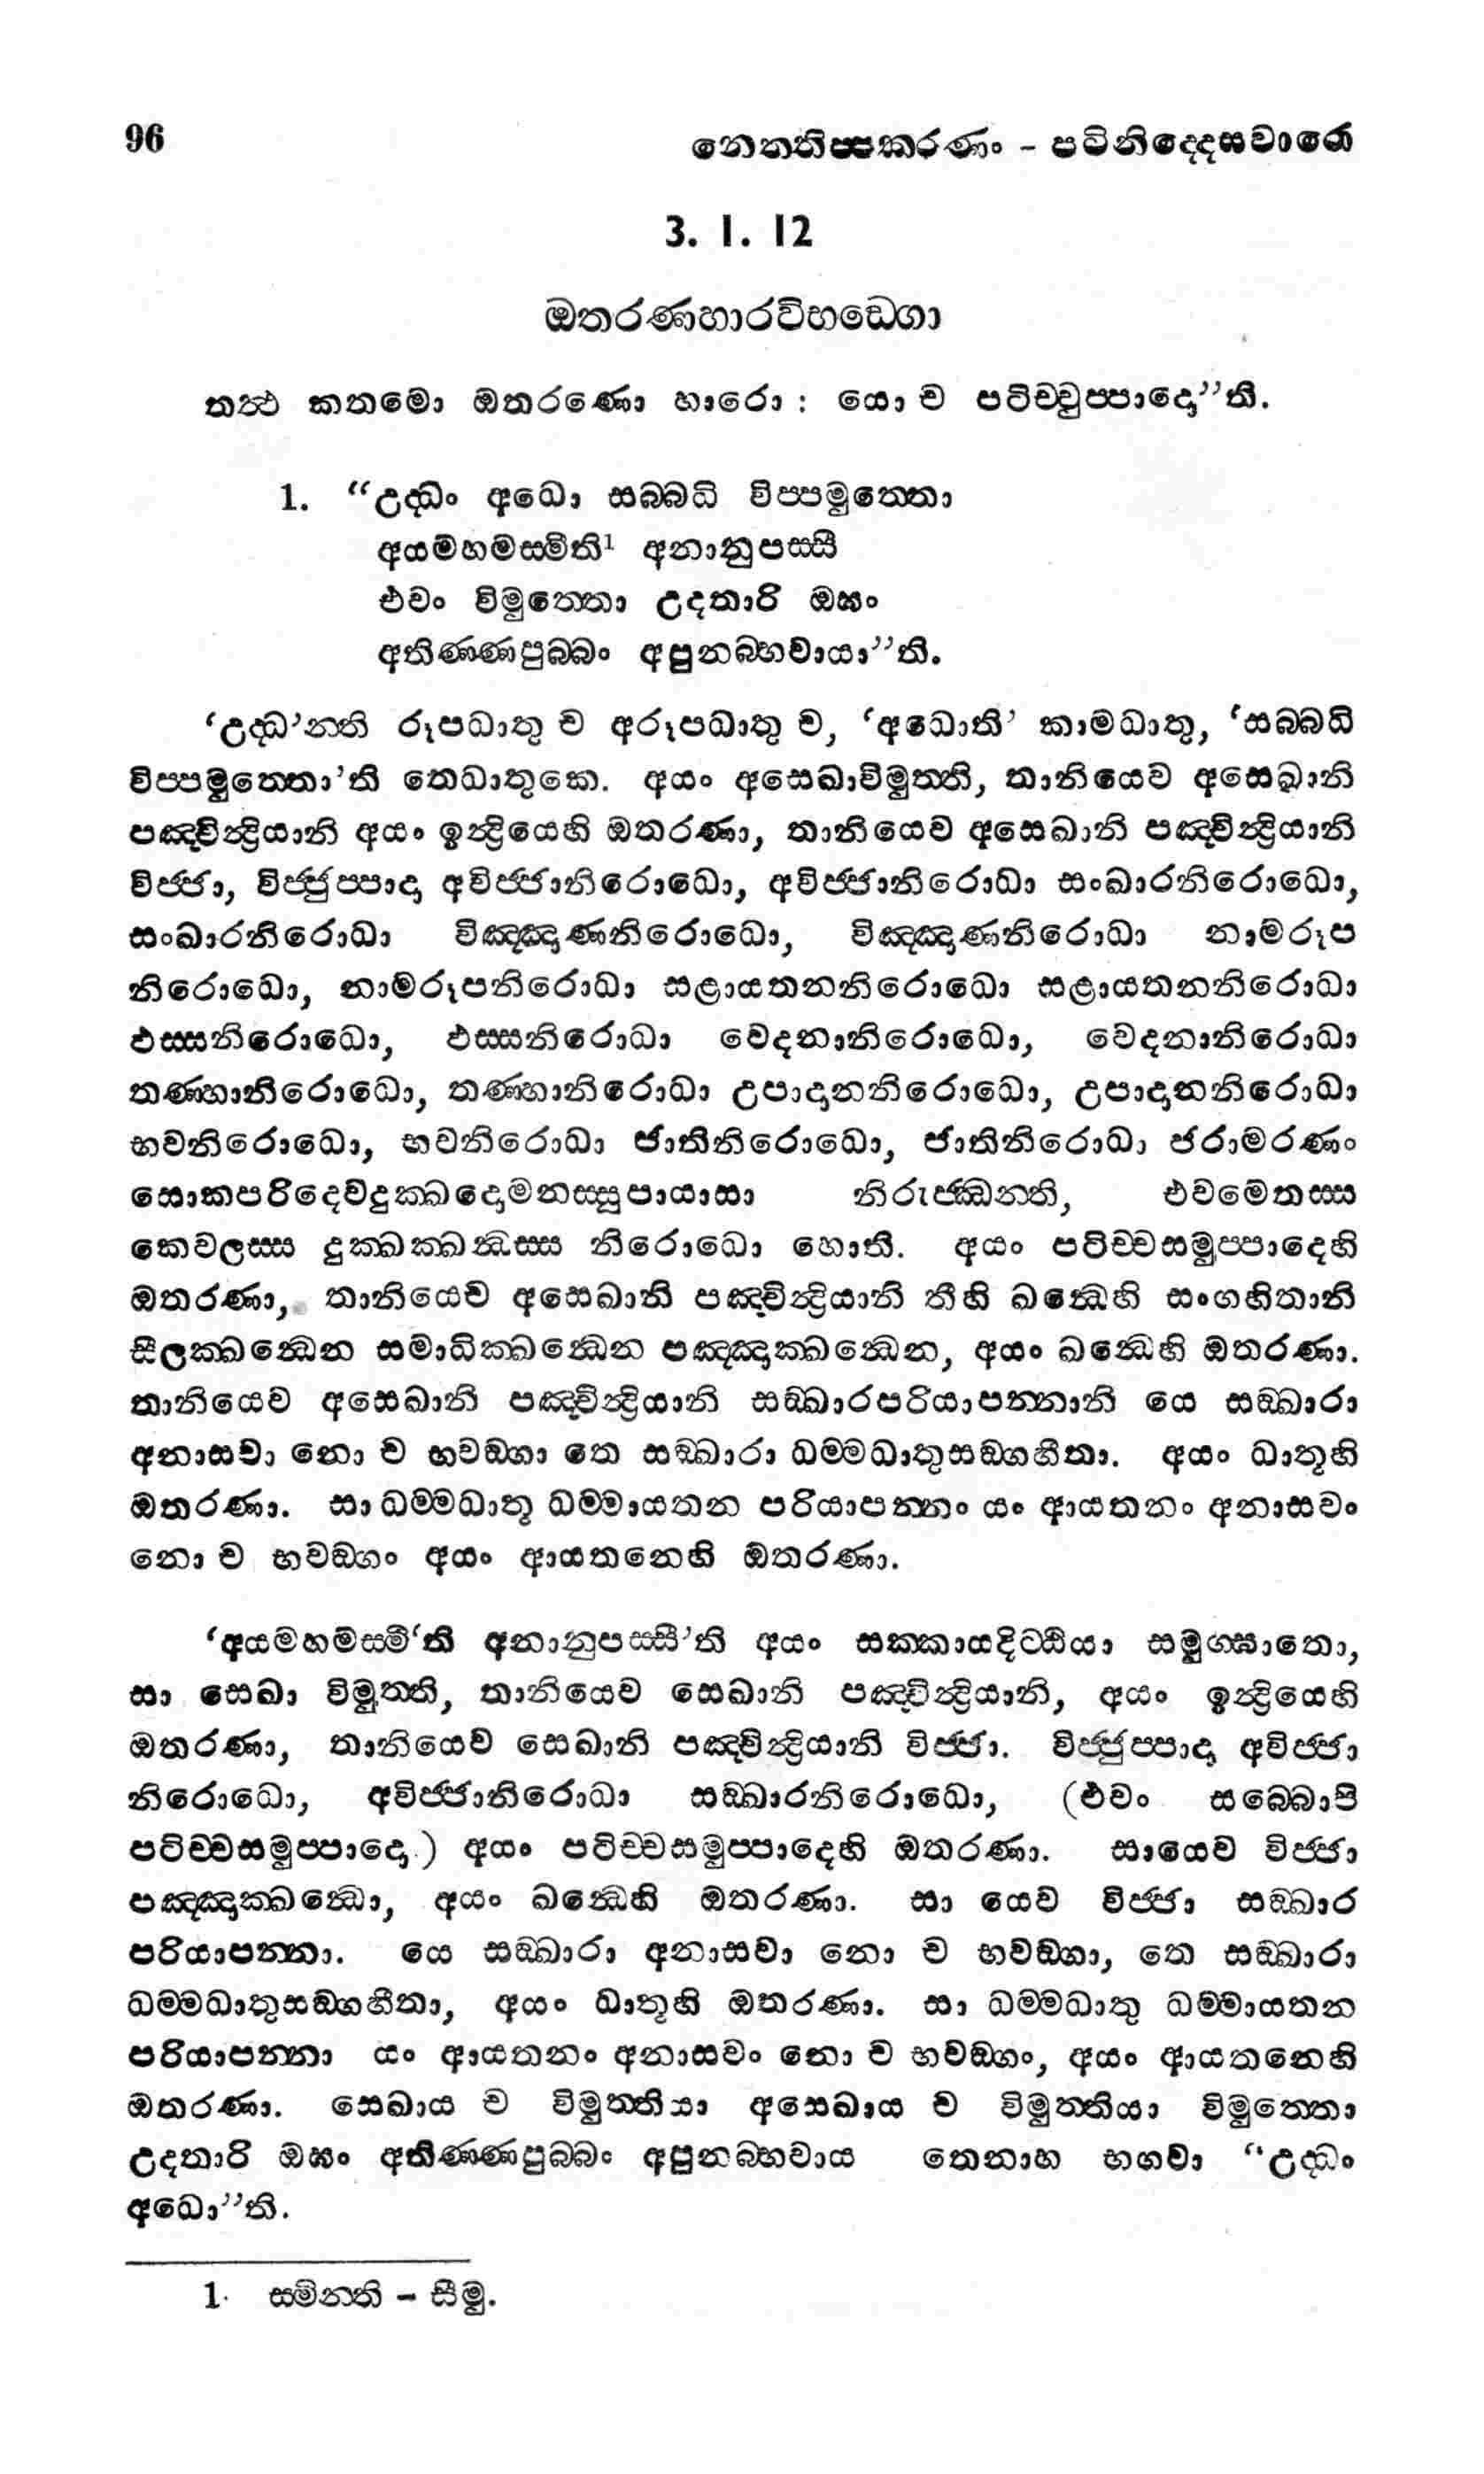 96
නෙත්තිප්පකරණං - පටිනිද්දෙසවාරෙ
3. 1. 12
ඔතරණහාරවිභඞ්ගො
තත්‍ථ කතමො ඔතරණො හාරො : යො ච පටිච්චුප්පාදො”ති.
1. “උද්ධං අධො සබ්බධි විප්පමුත්තො
අයමහමස්මිති¹ අනානුපස්සී
එවං විමුත්තො උදතාරි ඔඝං
අතිණ්ණපුබ්බං අපුනබ්භවායා”ති.
‘උද්ධ’න්ති රූපධාතු ච අරූපධාතු ච, ‘අධොති’ කාමධාතු, ‘සබ්බධි
විප්පමුත්තො’ති තෙධාතුකෙ. අයං අසෙඛාවිමුත්ති, තානියෙව අසෙඛානි
පඤ්චින්‍ද්‍රියානි අයං ඉන්‍ද්‍රියෙහි ඔතරණා, තානියෙව අසෙඛානි පඤ්චින්‍ද්‍රියානි
විජ්ජා, විජ්ජුප්පාදා අවිජ්ජානිරොධො, අවිජ්ජානිරොධා සංඛාරනිරොධො,
සංඛාරනිරොධා විඤ්ඤාණනිරොධො, විඤ්ඤාණනිරොධා නාමරූප
නිරොධො, නාමරූපනිරොධා සළායතනනිරොධො සළායතනනිරොධා
ඵස්සනිරොධො, ඵස්සනිරොධා වෙදනානිරොධො, වෙදනානිරොධා
තණ්හානිරොධො, තණ්හානිරොධා උපාදානනිරොධො, උපාදානනිරොධා
භවනිරොධො, භවනිරොධා ජාතිනිරොධො, ජාතිනිරොධා ජරාමරණං
සොකපරිදෙවදුක්ඛදොමනස්සුපායාසා නිරුජ්ඣන්ති, එවමෙතස්ස
කෙවලස්ස දුක්ඛක්ඛන්ධස්ස නිරොධො හොති. අයං පටිච්චසමුප්පාදෙහි
ඔතරණා, තානියෙව අසෙඛානි පඤ්චින්‍ද්‍රියානි තීහි ඛන්ධෙහි සංගහිතානි
සීලක්ඛන්ධෙන සමාධික්ඛන්ධෙන පඤ්ඤාක්ඛන්ධෙන, අයං ඛන්ධෙහි ඔතරණා.
තානියෙව අසෙඛානි පඤ්චින්‍ද්‍රියානි සඞ්ඛාරපරියාපන්නානි යෙ සඞ්ඛාරා
අනාසවා නො ච භවඞ්ගා තෙ සඞ්ඛාරා ධම්මධාතුසඞ්ගහීතා. අයං ධාතූහි
ඔතරණා. සා ධම්මධාතූ ධම්මායතන පරියාපන්නං යං ආයතනං අනාසවං
නො ච භවඞ්ගං අයං ආයතනෙහි ඔතරණා.
‘අයමහමස්මී‘ති අනානුපස්සී’ති අයං සක්කායදිට්ඨියා සමුග්ඝාතො,
සා සෙඛා විමුත්ති, තානියෙව සෙඛානි පඤ්චින්‍ද්‍රියානි, අයං ඉන්‍ද්‍රියෙහි
ඔතරණා, තානියෙව සෙඛානි පඤ්චින්‍ද්‍රියානි විජ්ජා. විජ්ජුප්පාදා අවිජ්ජා
නිරොධො, අවිජ්ජානිරොධා සඞ්ඛාරනිරොධො, (එවං සබ්බොපි
පටිච්චසමුප්පාදො.) අයං පටිච්චසමුප්පාදෙහි ඔතරණා. සායෙව විජ්ජා
පඤ්ඤාක්ඛන්ධො, අයං ඛන්ධෙහි ඔතරණා. සා යෙව විජ්ජා සඞ්ඛාර
පරියාපන්නා. යෙ සඞ්ඛාරා අනාසවා නො ච භවඞ්ගා, තෙ සඞ්ඛාරා
ධම්මධාතුසඞ්ගහීතා, අයං ධාතූහි ඔතරණා. සා ධම්මධාතු ධම්මායතන
පරියාපන්නා යං ආයතනං අනාසවං නො ච භවඞ්ගං, අයං ආයතනෙහි
ඔතරණා. සෙඛාය ච විමුත්තියා අසෙඛාය ච විමුත්තියා විමුත්තො
උදතාරි ඔඝං අතිණ්ණපුබ්බං අපුනබ්භවාය තෙනාහ භගවා “උද්ධං
අධො”ති.
1. ස්මින්ති - සීමු.